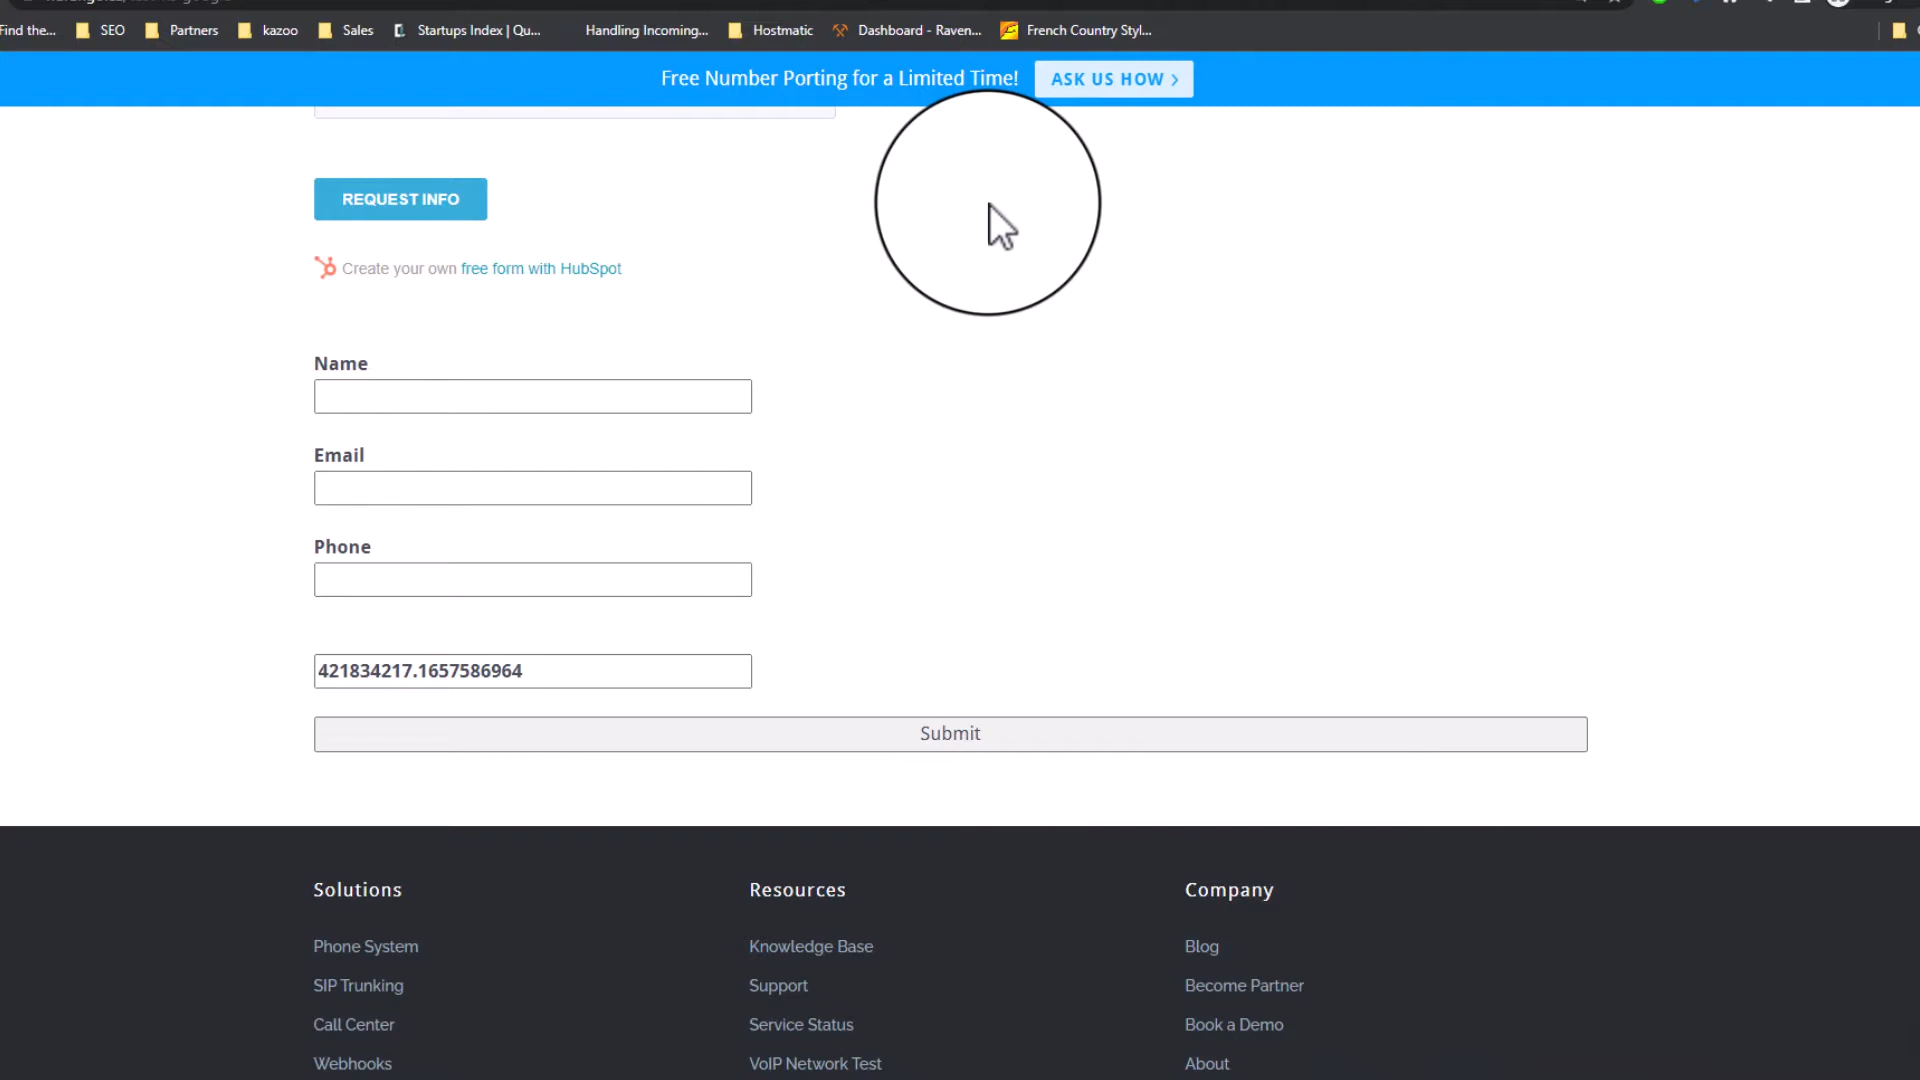 Find the... SEO Partners kazoo Sales Startups Index | Qu... Handling Incoming... Hostmatic Dashboard - Raven... French Country Styl...
Free Number Porting for a Limited Time! ASK US HOW >
REQUEST INFO
Create your own free form with HubSpot
Name
Email
Phone
421834217.1657586964
Submit
Solutions Resources Company
Phone System Knowledge Base Blog
SIP Trunking Support Become Partner
Call Center Service Status Book a Demo
Webhooks VoIP Network Test About